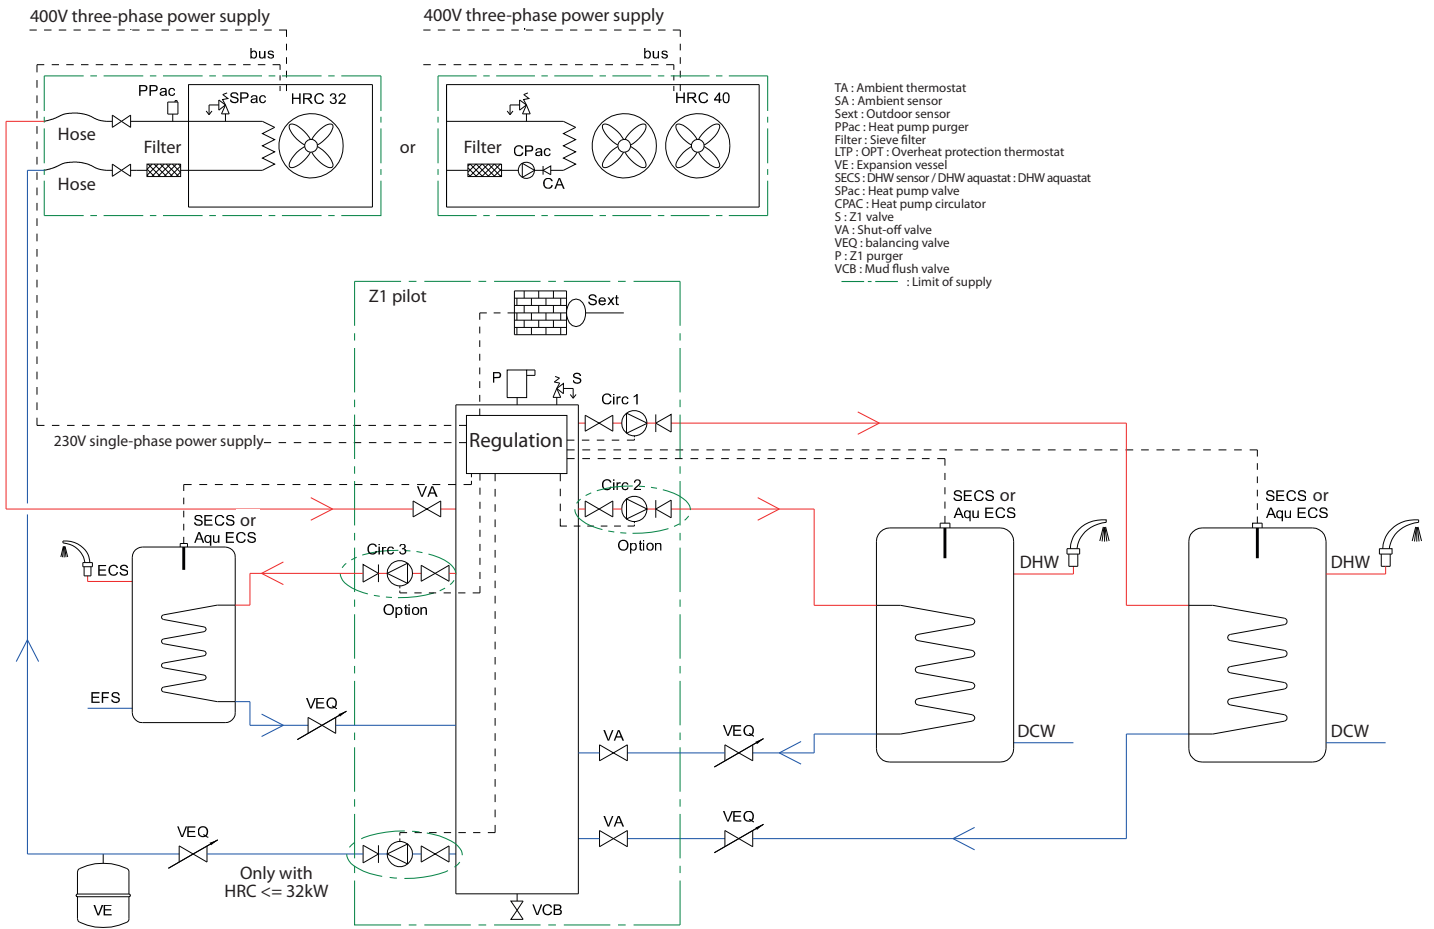 400V three-phase power supply
400V three-phase power supply
bus
bus
PPac
SPac
HRC 32
HRC 40
Hose
Filter
or
Filter
CPac
Hose
CA
TA : Ambient thermostat
SA : Ambient sensor
Sext : Outdoor sensor
PPac : Heat pump purger
Filter : Sieve filter
LTP : OPT : Overheat protection thermostat
VE : Expansion vessel
SECS : DHW sensor / DHW aquastat : DHW aquastat
SPac : Heat pump valve
CPAC : Heat pump circulator
S : Z1 valve
VA : Shut-off valve
VEQ : balancing valve
P : Z1 purger
VCB : Mud flush valve
: Limit of supply
Z1 pilot
Sext
P
S
Circ 1
230V single-phase power supply
Regulation
VA
Circ 2
Option
SECS or
Aqu ECS
SECS or
Aqu ECS
SECS or
Aqu ECS
Circ 3
Option
ECS
DHW
DHW
EFS
VEQ
VA
VEQ
DCW
DCW
VEQ
VA
VEQ
Only with
HRC <= 32kW
VE
VCB